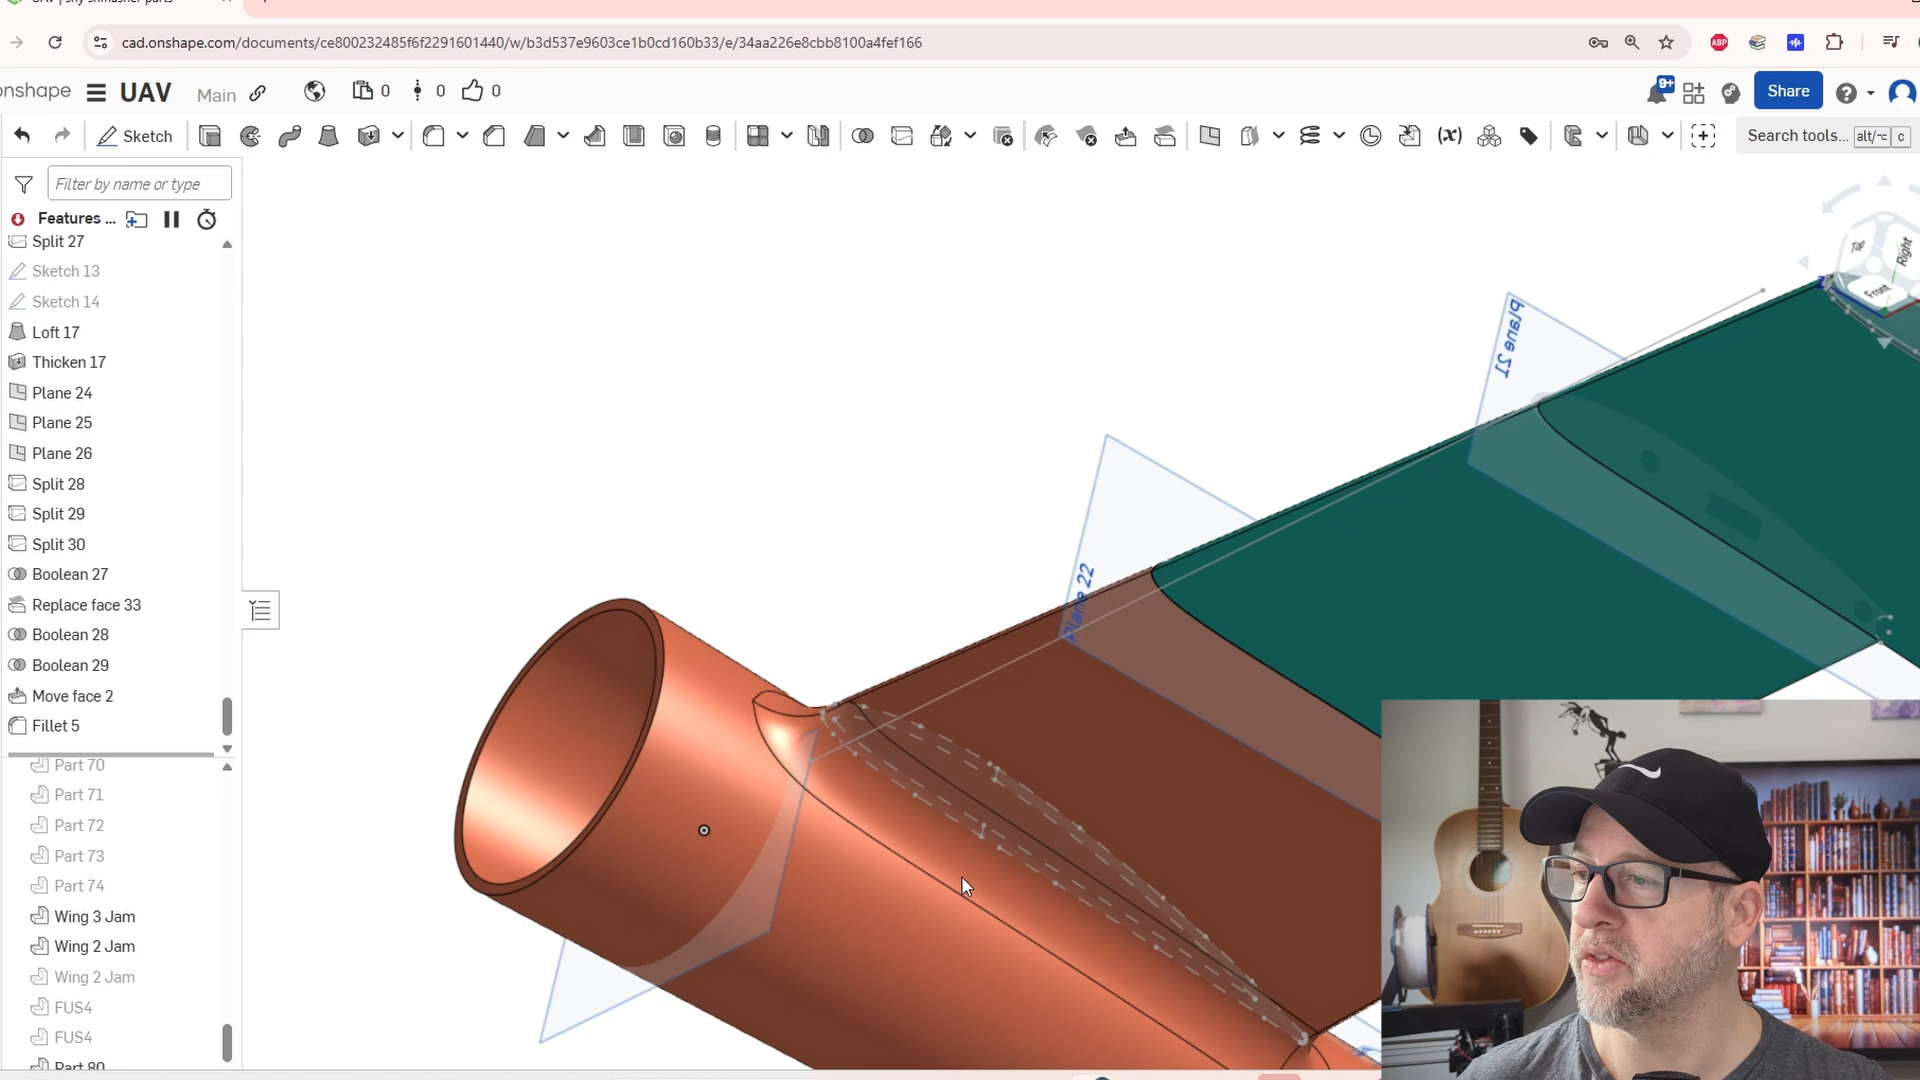 cad.onshape.com/documents/ce800232485f6f2291601440/w/b3d537e9603ce1b0cd160b33/e/34aa226e8cbb8100a4fef166
ABP
onshape UAV Main 0 0 0 9+ Share
Sketch (x) Search tools... alt/⌥ c
Filter by name or type
Features ...
Split 27
Sketch 13
Sketch 14
Loft 17
Thicken 17
Plane 24
Plane 25
Plane 26
Split 28
Split 29
Split 30
Boolean 27
Replace face 33
Boolean 28
Boolean 29
Move face 2
Fillet 5
Part 70
Part 71
Part 72
Part 73
Part 74
Wing 3 Jam
Wing 2 Jam
Wing 2 Jam
FUS4
FUS4
Part 80
Top
Right
Front
Plane 21
Plane 22